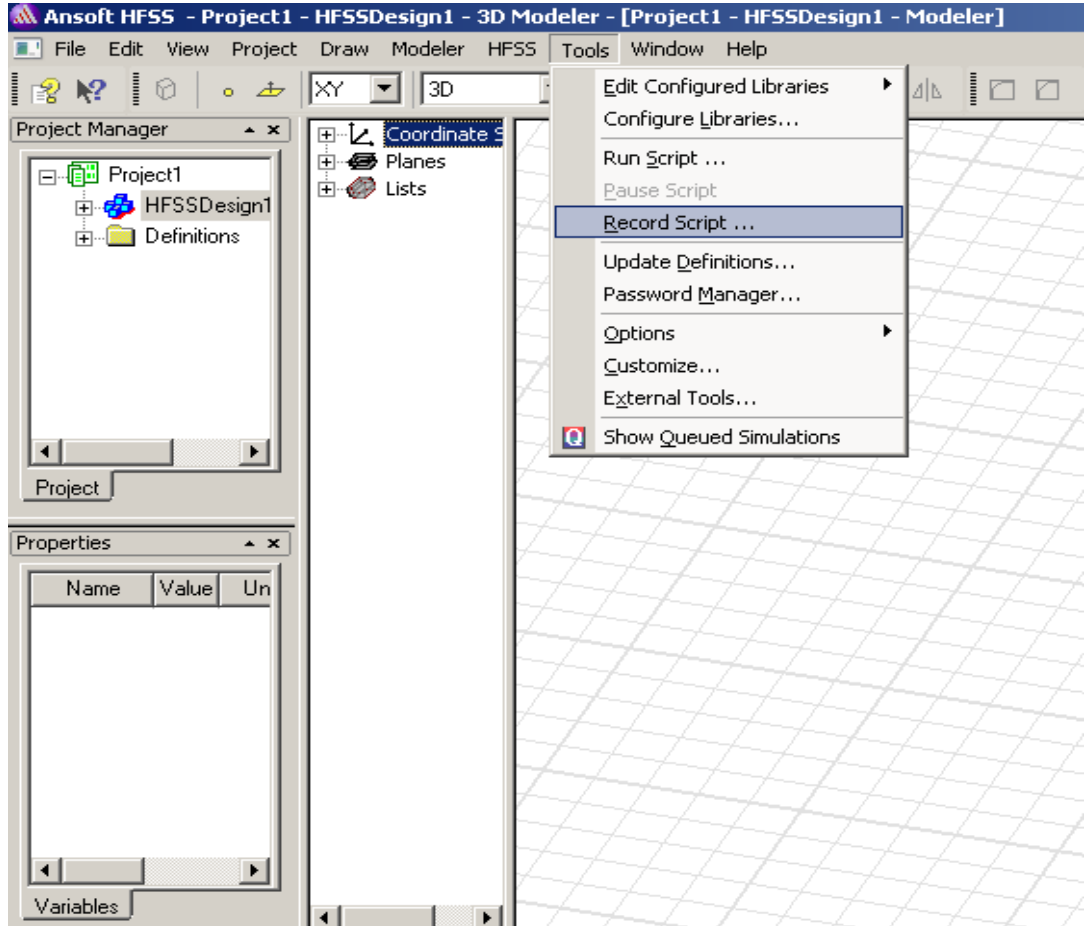 Ansoft HFSS - Project1 - HFSSDesign1 - 3D Modeler - [Project1 - HFSSDesign1 - Modeler]
File Edit View Project Draw Modeler HFSS Tools Window Help
XY 3D
Project Manager
Project1
HFSSDesign1
Definitions
Project
Properties
Name Value Un
Variables
Coordinate S
Planes
Lists
Edit Configured Libraries
Configure Libraries...
Run Script ...
Pause Script
Record Script ...
Update Definitions...
Password Manager...
Options
Customize...
External Tools...
Show Queued Simulations